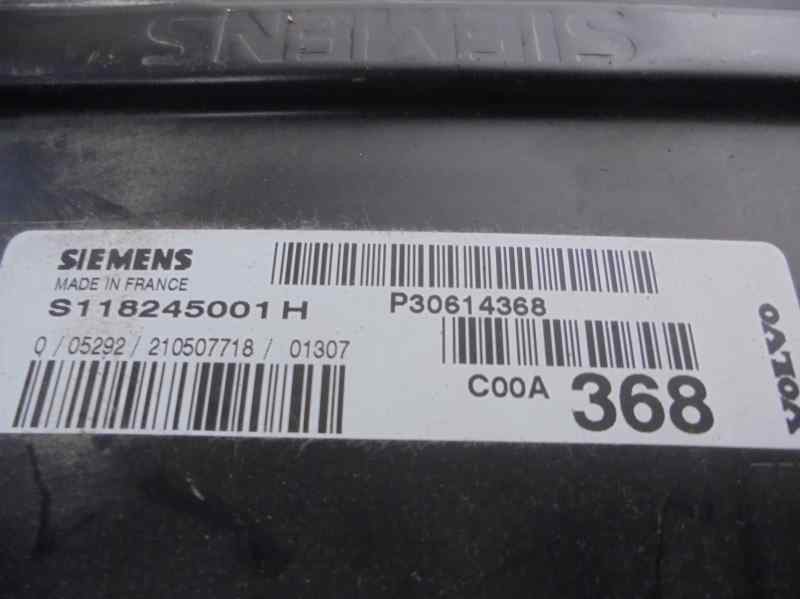 SIEMENS
SIEMENS
MADE IN FRANCE
S118245001 H
P30614368
0 / 05292 / 210507718 / 01307
C00A 368
VOLVO